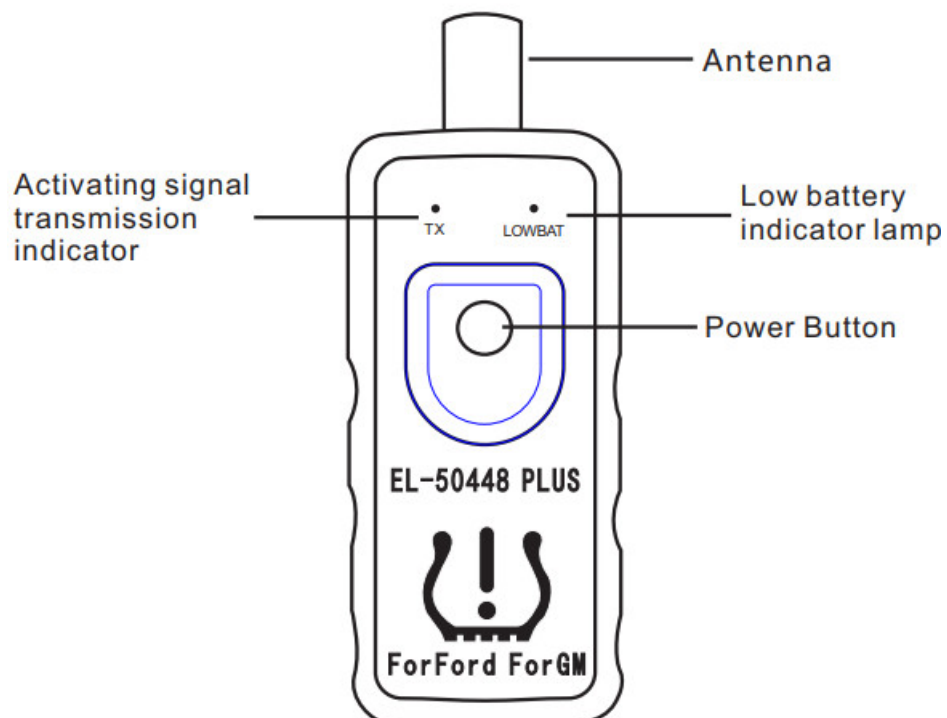 Antenna
Activating signal
transmission
indicator
TX
LOWBAT
Low battery
indicator lamp
Power Button
EL-50448 PLUS
ForFord ForGM